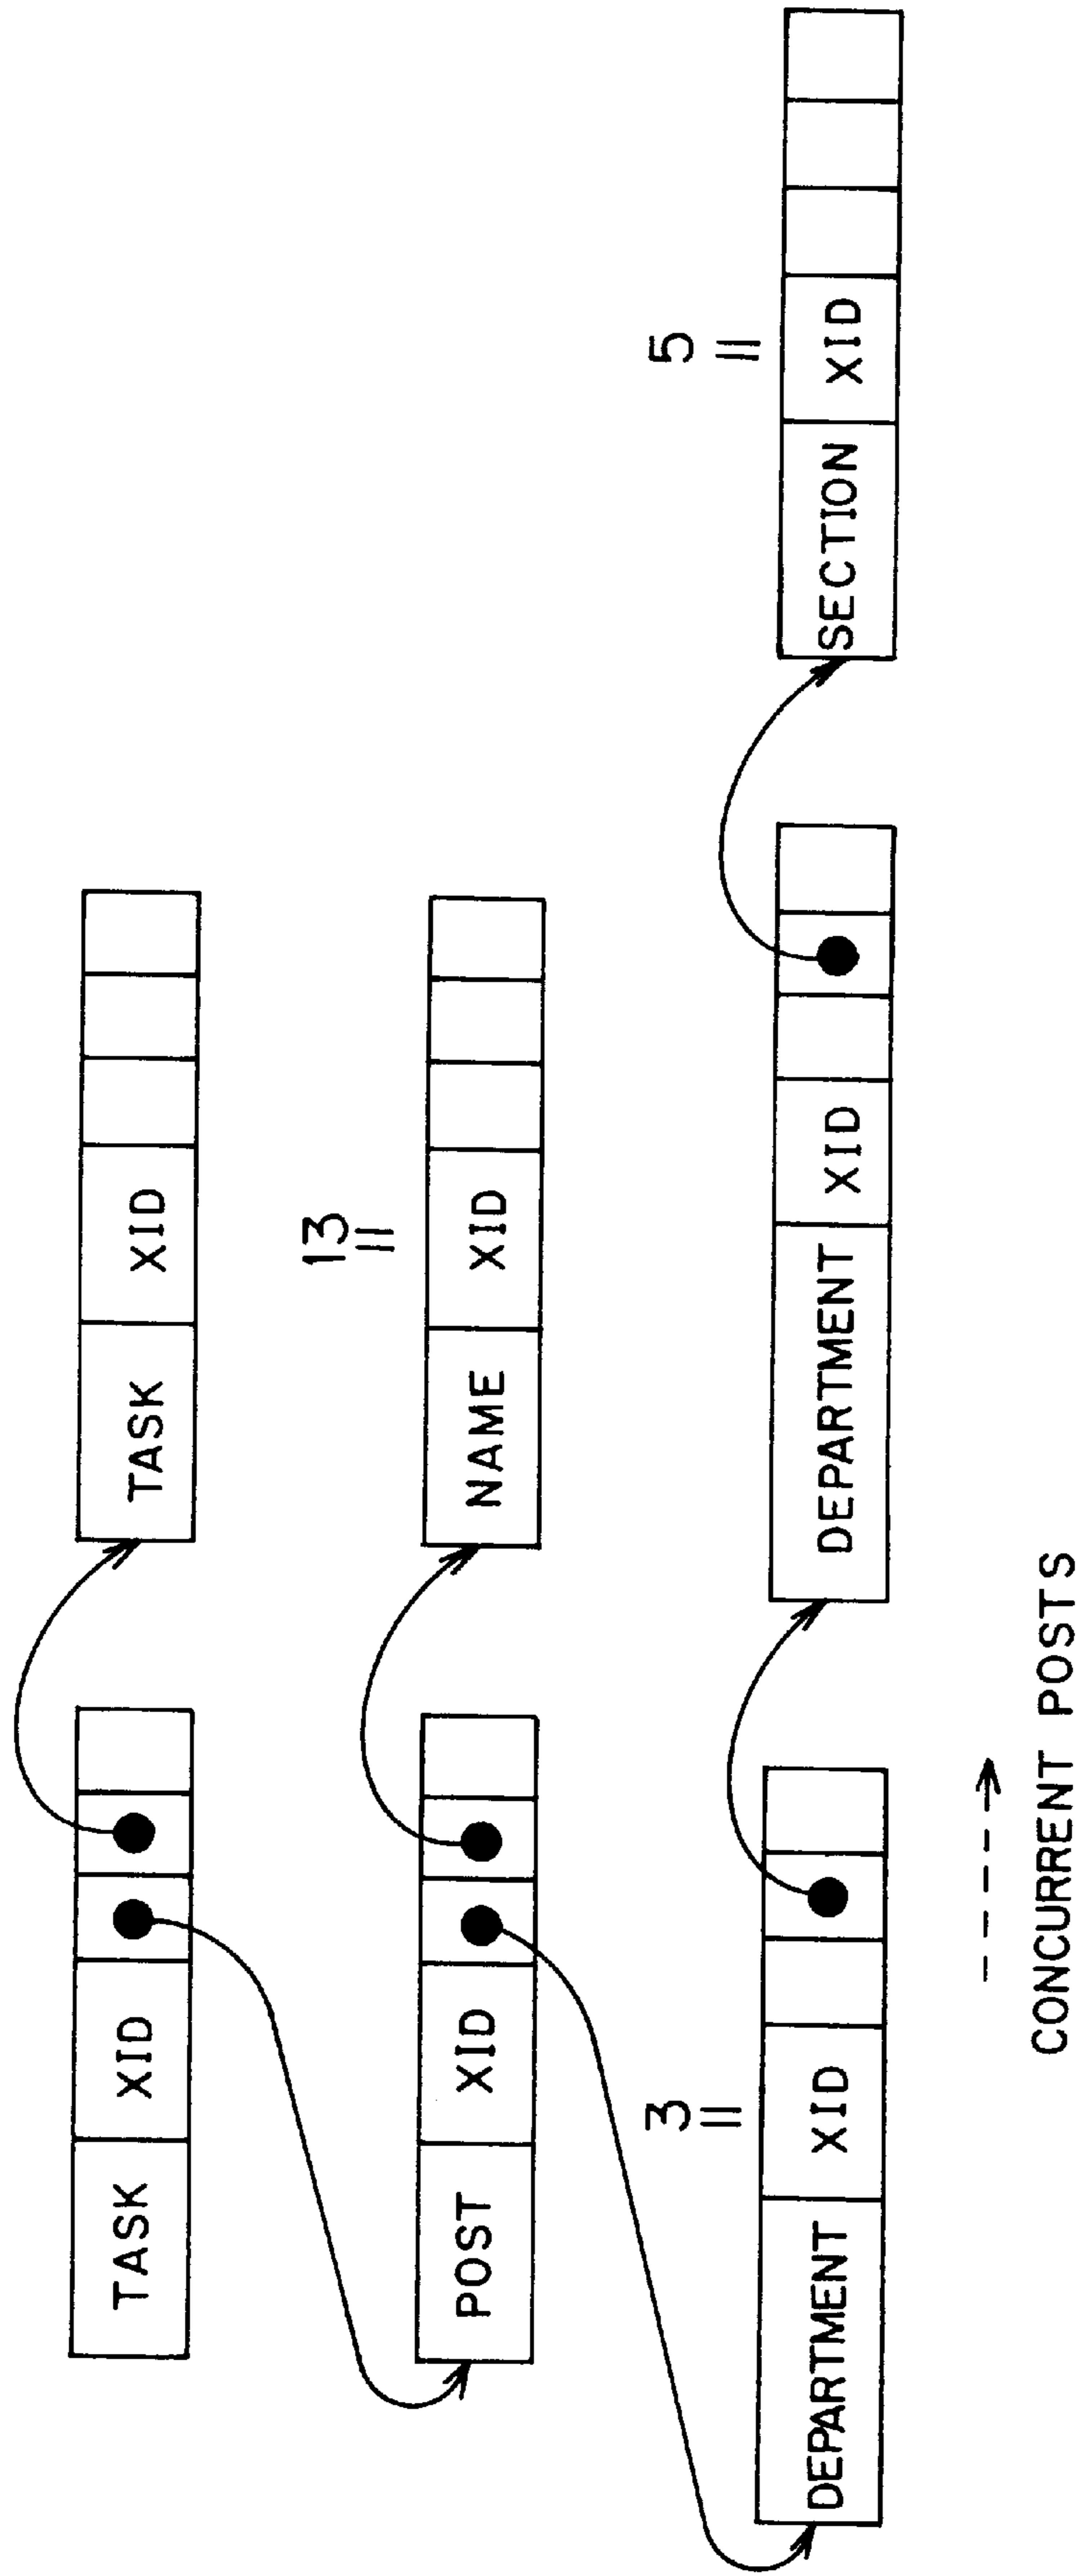 TASK XID
TASK XID
13
||
POST XID
NAME XID
3
||
5
||
DEPARTMENT XID
DEPARTMENT XID
SECTION XID
CONCURRENT POSTS